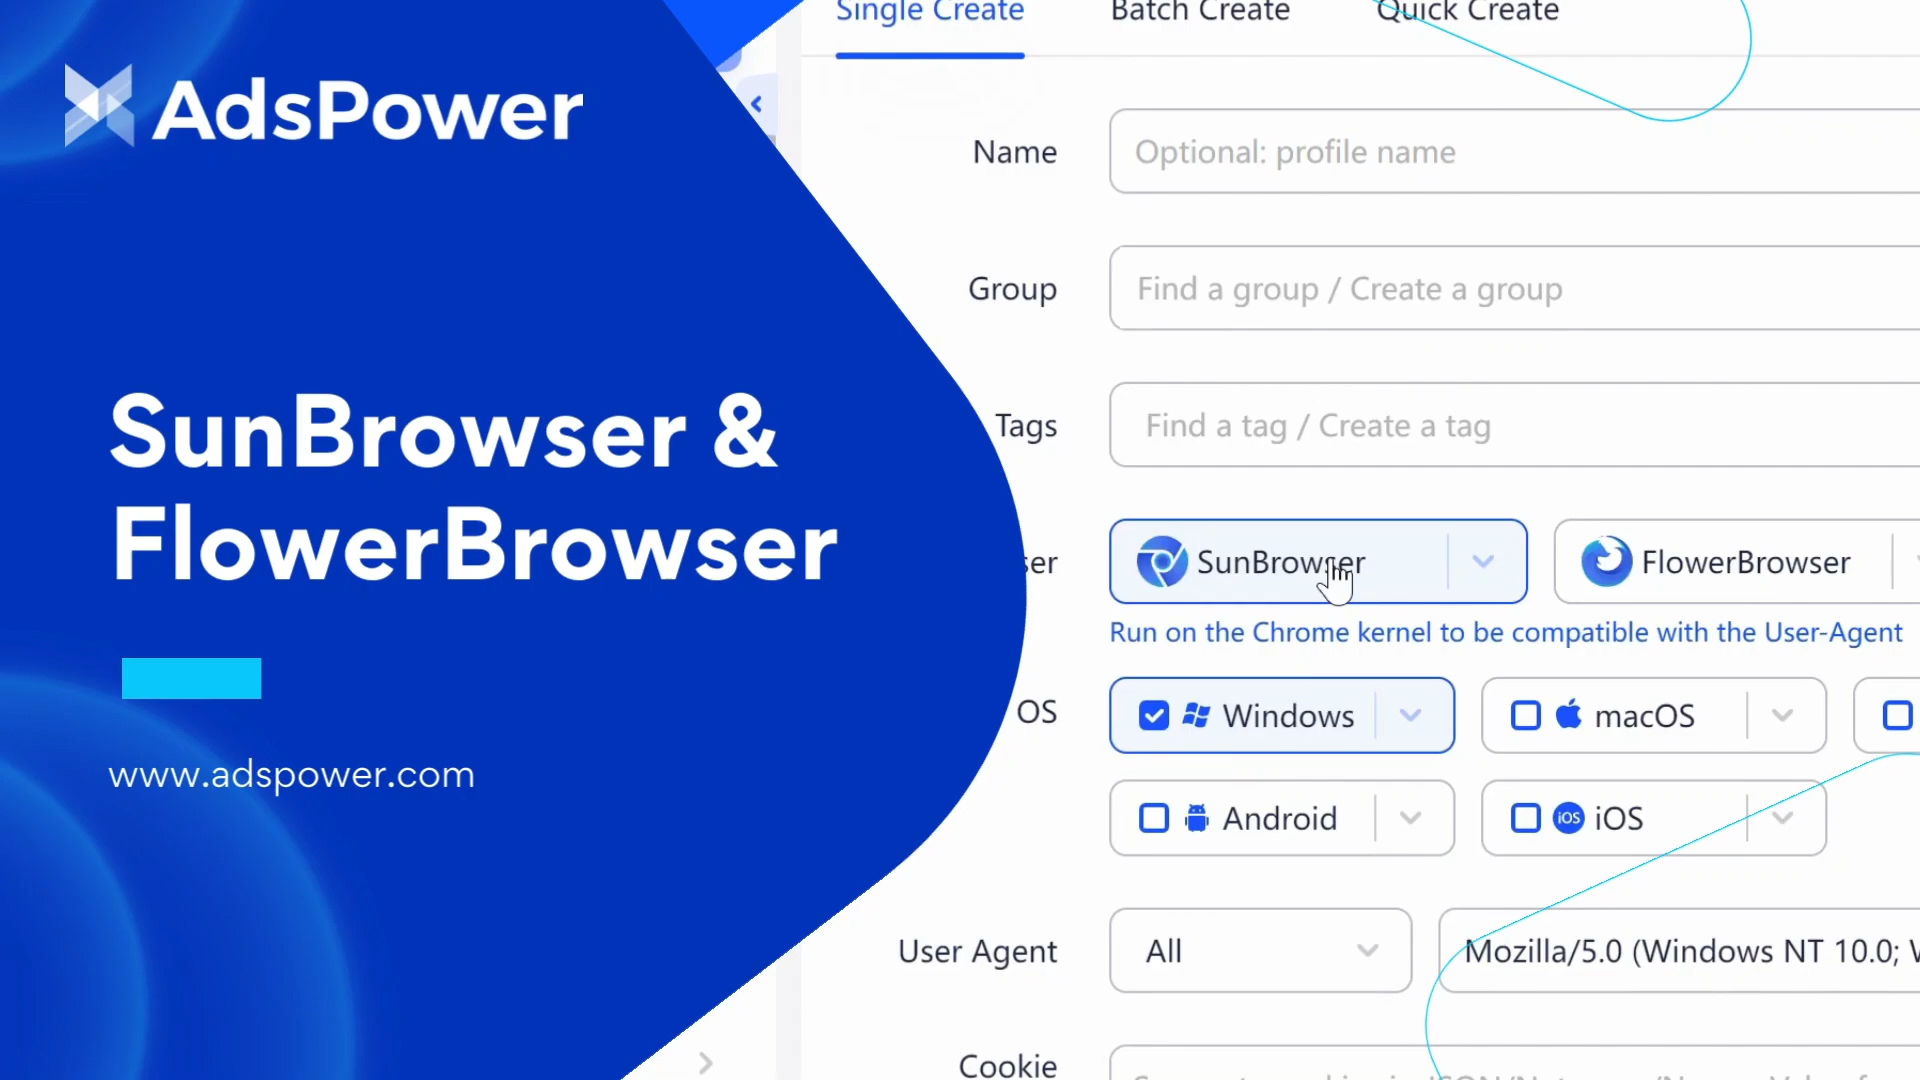 AdsPower
SunBrowser &
FlowerBrowser
www.adspower.com
Single Create
Batch Create
Quick Create
Name
Optional: profile name
Group
Find a group / Create a group
Tags
Find a tag / Create a tag
ser
SunBrowser
FlowerBrowser
Run on the Chrome kernel to be compatible with the User-Agent
OS
Windows
macOS
Android
iOS
iOS
User Agent
All
Mozilla/5.0 (Windows NT 10.0;
Cookie